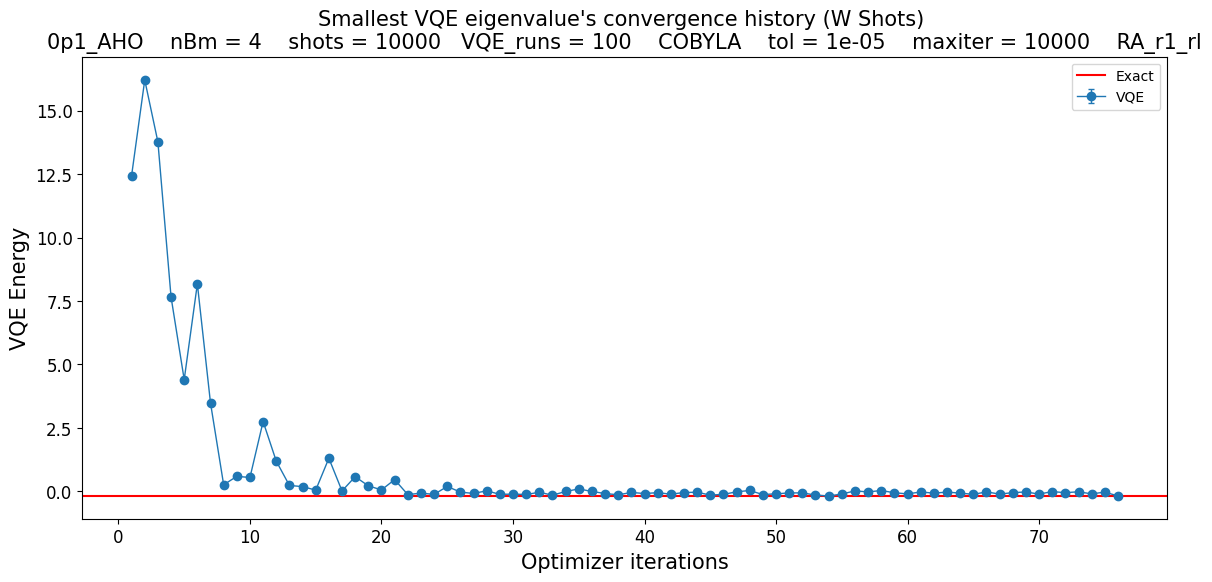 Smallest VQE eigenvalue's convergence history (W Shots)
0p1_AHO    nBm = 4    shots = 10000   VQE_runs = 100    COBYLA    tol = 1e-05    maxiter = 10000    RA_r1_rl
Exact
VQE
VQE Energy
15.0
12.5
10.0
7.5
5.0
2.5
0.0
0 10 20 30 40 50 60 70
Optimizer iterations